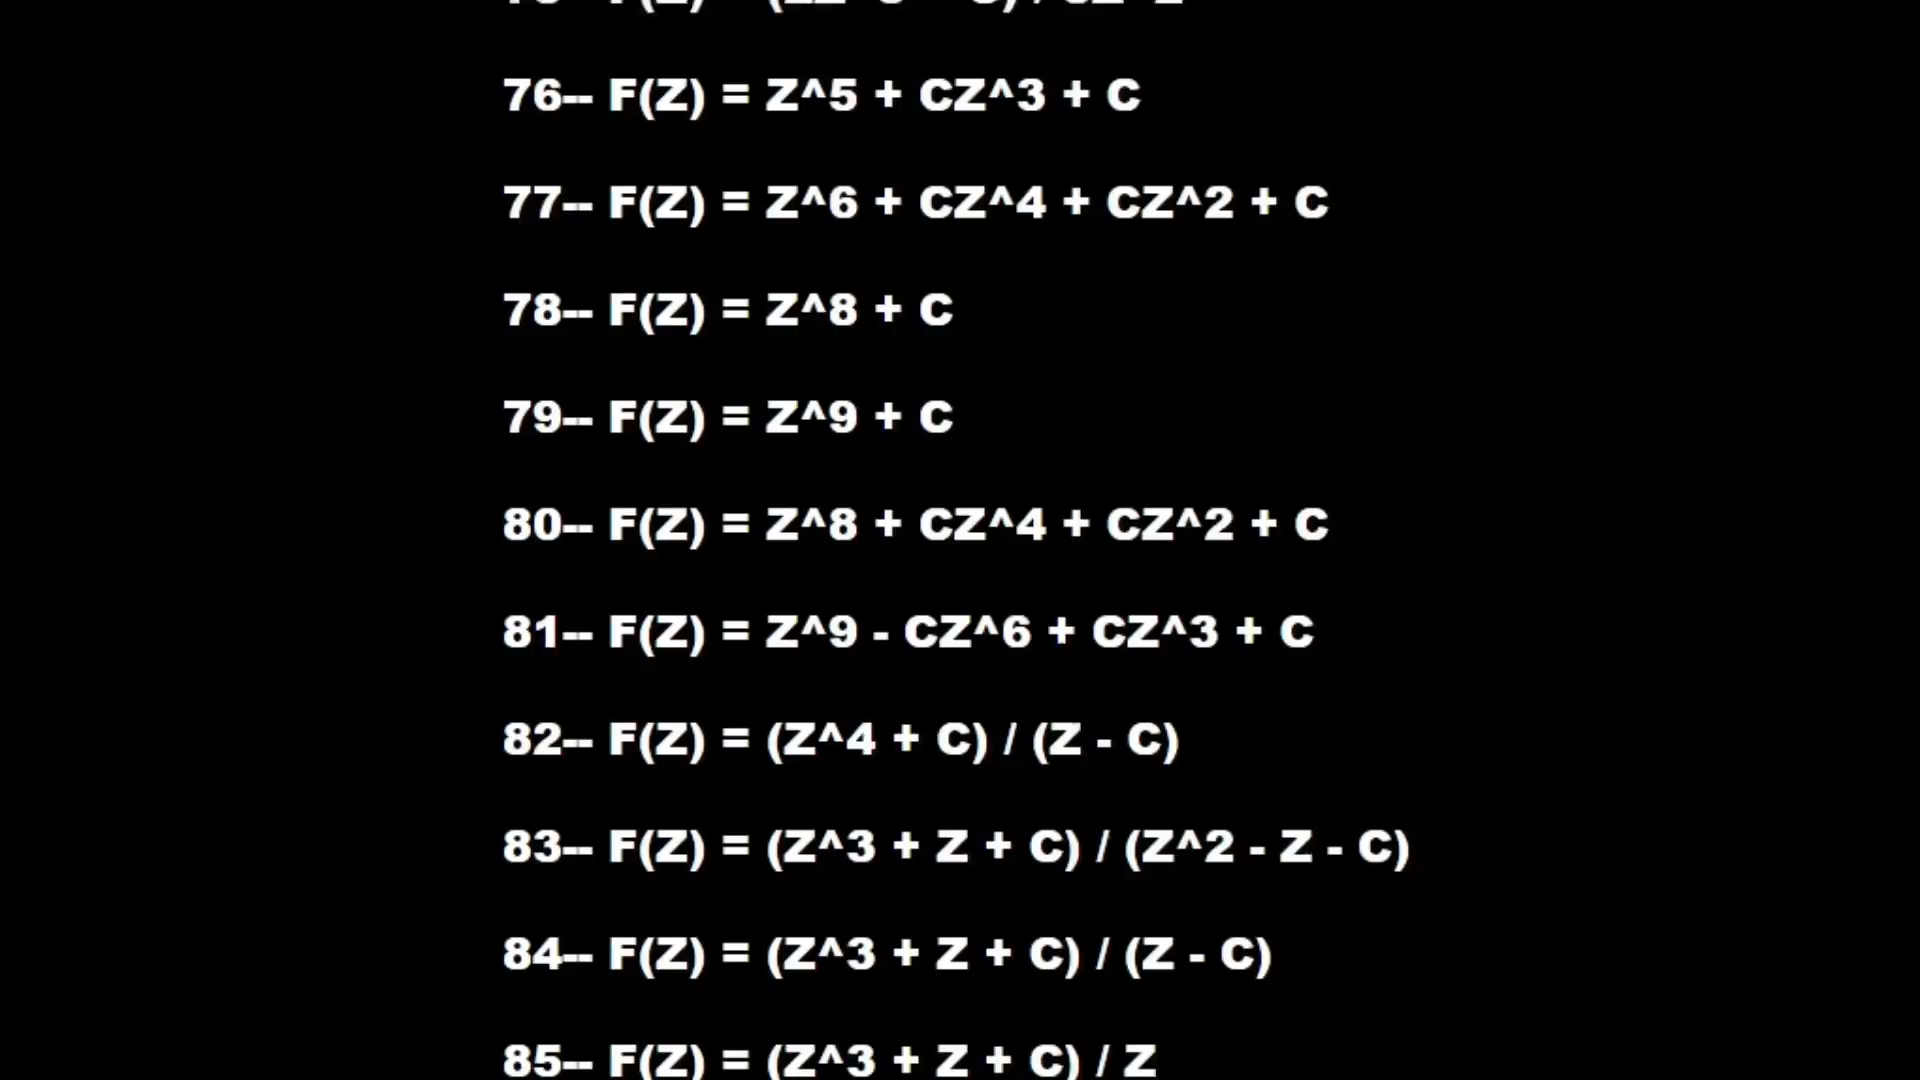 76-- F(Z) = Z^5 + CZ^3 + C
77-- F(Z) = Z^6 + CZ^4 + CZ^2 + C
78-- F(Z) = Z^8 + C
79-- F(Z) = Z^9 + C
80-- F(Z) = Z^8 + CZ^4 + CZ^2 + C
81-- F(Z) = Z^9 - CZ^6 + CZ^3 + C
82-- F(Z) = (Z^4 + C) / (Z - C)
83-- F(Z) = (Z^3 + Z + C) / (Z^2 - Z - C)
84-- F(Z) = (Z^3 + Z + C) / (Z - C)
85-- F(Z) = (Z^3 + Z + C) / Z